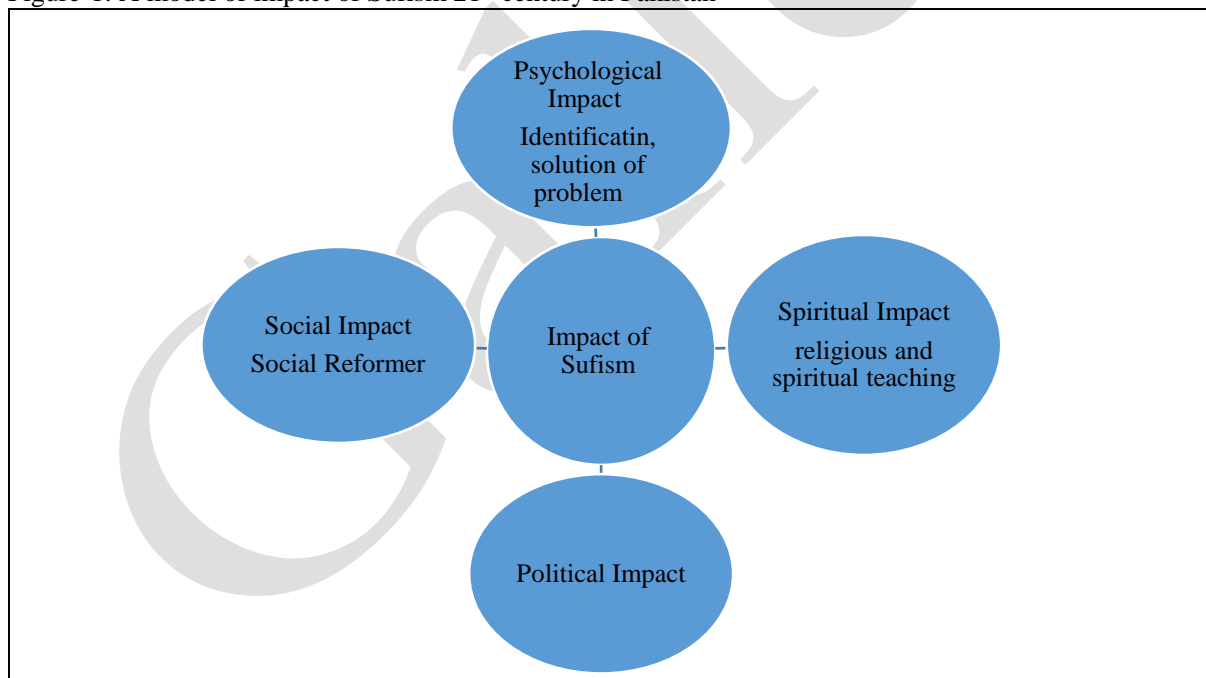 Psychological
Impact
Identificatin,
solution of
problem
Social Impact
Social Reformer
Impact of
Sufism
Spiritual Impact
religious and
spiritual teaching
Political Impact